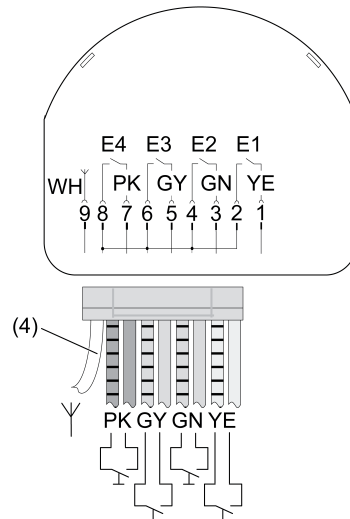 E4 E3 E2 E1
WH PK GY GN YE
9 8 7 6 5 4 3 2 1
(4)
PK GY GN YE